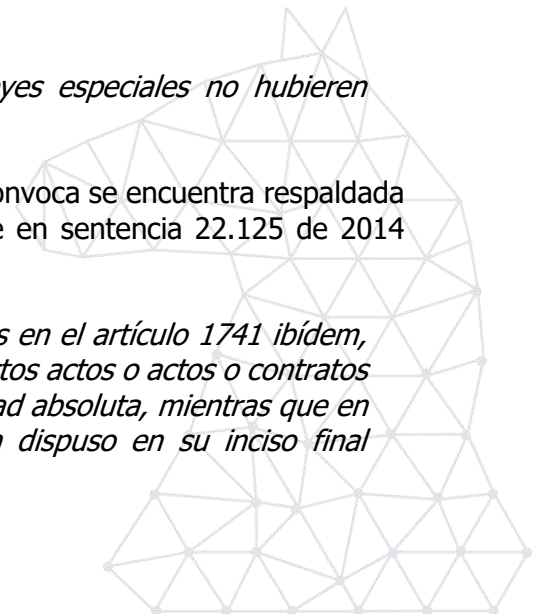 yes especiales no hubieren
onvoca se encuentra respaldada
e en sentencia 22.125 de 2014
s en el artículo 1741 ibídem,
tos actos o actos o contratos
ad absoluta, mientras que en
n dispuso en su inciso final